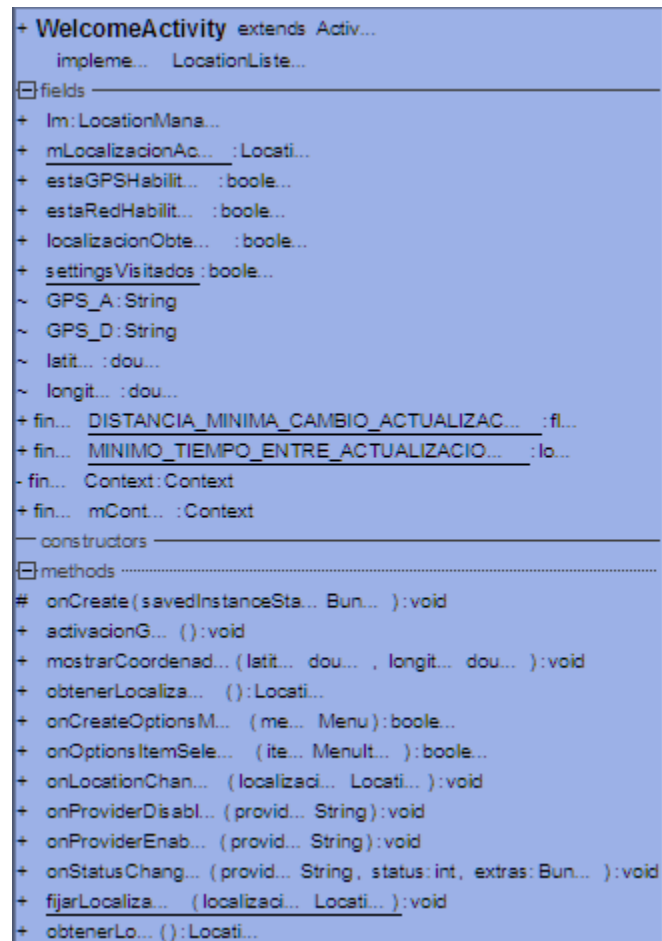 + WelcomeActivity extends Activ...
impleme... LocationListe...
fields
+ lm:LocationMana...
+ mLocalizacionAc... :Locati...
+ estaGPSHabilit... :boole...
+ estaRedHabilit... :boole...
+ localizacionObte... :boole...
+ settingsVisitados:boole...
~ GPS_A:String
~ GPS_D:String
~ latit... :dou...
~ longit... :dou...
+ fin... DISTANCIA_MINIMA_CAMBIO_ACTUALIZAC... :fl...
+ fin... MINIMO_TIEMPO_ENTRE_ACTUALIZACIO... :lo...
- fin... Context:Context
+ fin... mCont... :Context
constructors
methods
# onCreate(savedInstanceSta... Bun... ):void
+ activacionG... ():void
+ mostrarCoordenad... (latit... dou... , longit... dou... ):void
+ obtenerLocaliza... ():Locati...
+ onCreateOptionsM... (me... Menu):boole...
+ onOptionsItemSele... (ite... MenuIt... ):boole...
+ onLocationChan... (localizaci... Locati... ):void
+ onProviderDisabl... (provid... String):void
+ onProviderEnab... (provid... String):void
+ onStatusChang... (provid... String, status:int, extras:Bun... ):void
+ fijarLocaliza... (localizaci... Locati... ):void
+ obtenerLo... ():Locati...